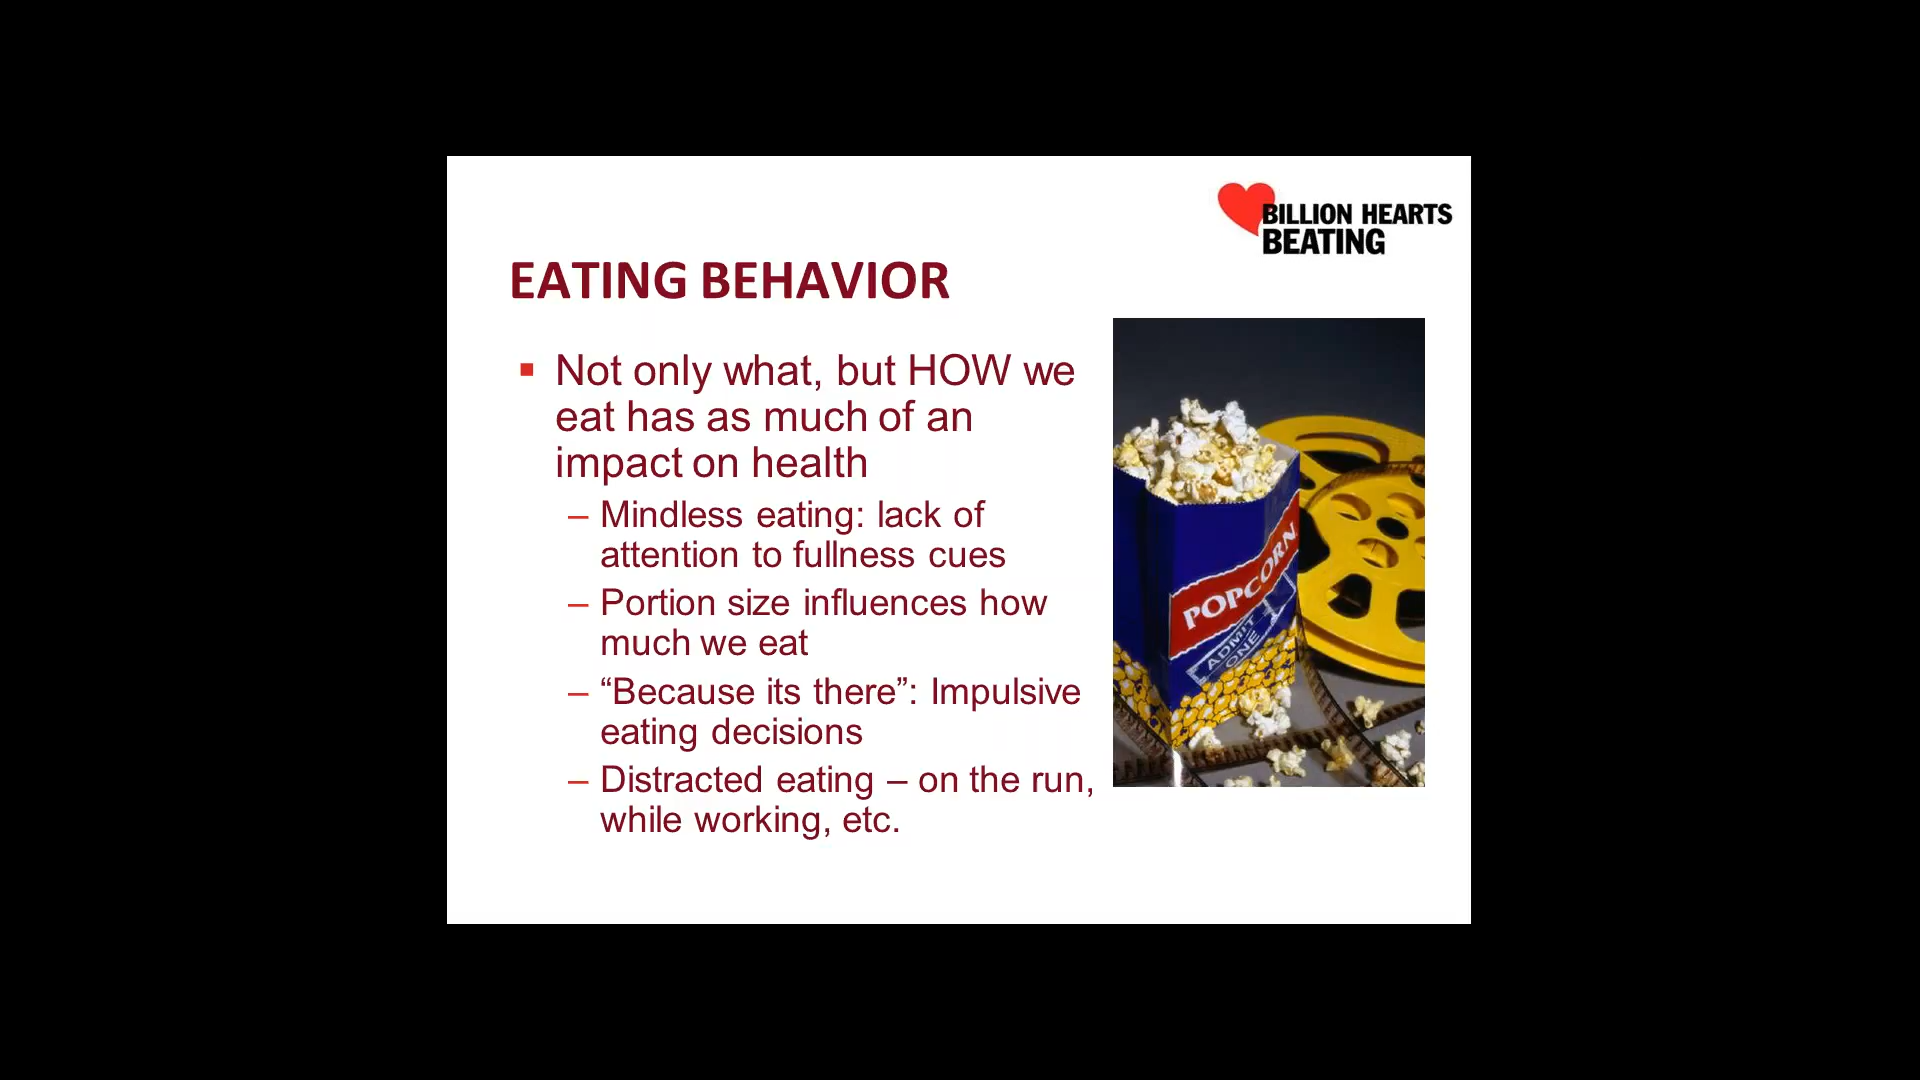 BILLION HEARTS
BEATING
EATING BEHAVIOR
▪ Not only what, but HOW we
eat has as much of an
impact on health
– Mindless eating: lack of
attention to fullness cues
– Portion size influences how
much we eat
– “Because its there”: Impulsive
eating decisions
– Distracted eating – on the run,
while working, etc.
POPCORN
ADMIT
ONE